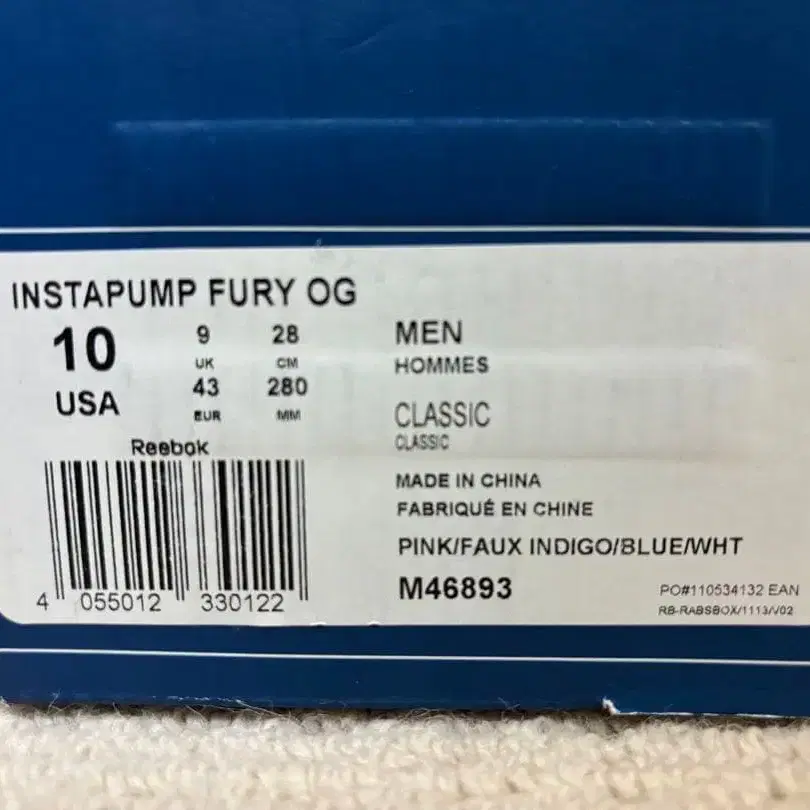 INSTAPUMP FURY OG
10 9 28
UK CM
USA 43 280
EUR MM
Reebok
4 055012 330122
MEN
HOMMES
CLASSIC
CLASSIC
MADE IN CHINA
FABRIQUÉ EN CHINE
PINK/FAUX INDIGO/BLUE/WHT
M46893
PO#110534132 EAN
RB-RABSBOX/1113/V02